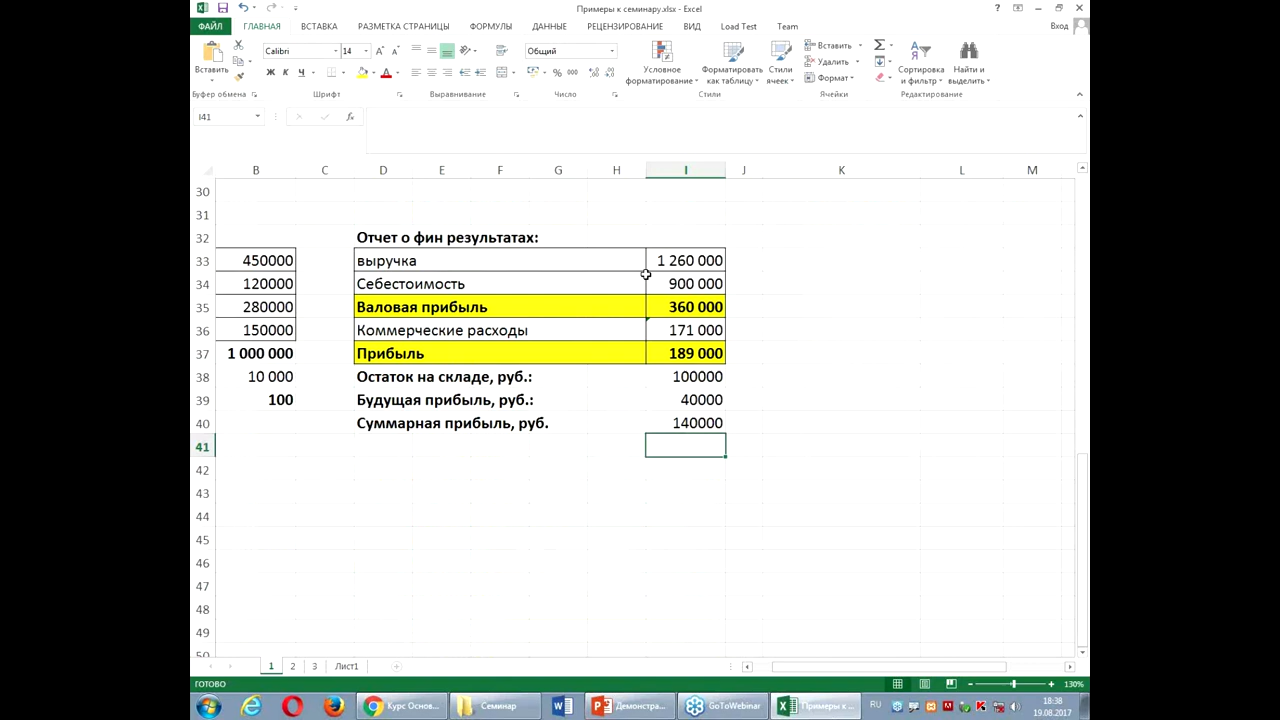 Примеры к семинару.xlsx - Excel
ФАЙЛ ГЛАВНАЯ ВСТАВКА РАЗМЕТКА СТРАНИЦЫ ФОРМУЛЫ ДАННЫЕ РЕЦЕНЗИРОВАНИЕ ВИД Load Test Team Вход
Calibri 14 Общий
Вставить
Условное форматирование
Форматировать как таблицу
Стили ячеек
Вставить
Удалить
Формат
Сортировка и фильтр
Найти и выделить
Буфер обмена Шрифт Выравнивание Число Стили Ячейки Редактирование
I41
B C D E F G H I J K L M
30
31
32 Отчет о фин результатах:
33 450000 выручка 1 260 000
34 120000 Себестоимость 900 000
35 280000 Валовая прибыль 360 000
36 150000 Коммерческие расходы 171 000
37 1 000 000 Прибыль 189 000
38 10 000 Остаток на складе, руб.: 100000
39 100 Будущая прибыль, руб.: 40000
40 Суммарная прибыль, руб. 140000
41
42
43
44
45
46
47
48
49
50
1 2 3 Лист1
ГОТОВО 130%
Курс Осно... Семинар Демонстра... GoToWebinar Примеры к ... RU 18:38
19.08.2017